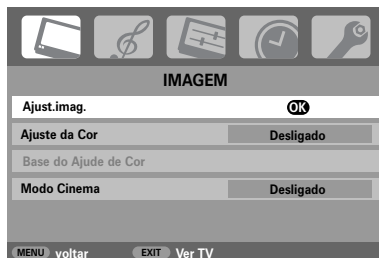 IMAGEM
Ajust.imag. OK
Ajuste da Cor Desligado
Base do Ajude de Cor
Modo Cinema Desligado
MENU voltar EXIT Ver TV